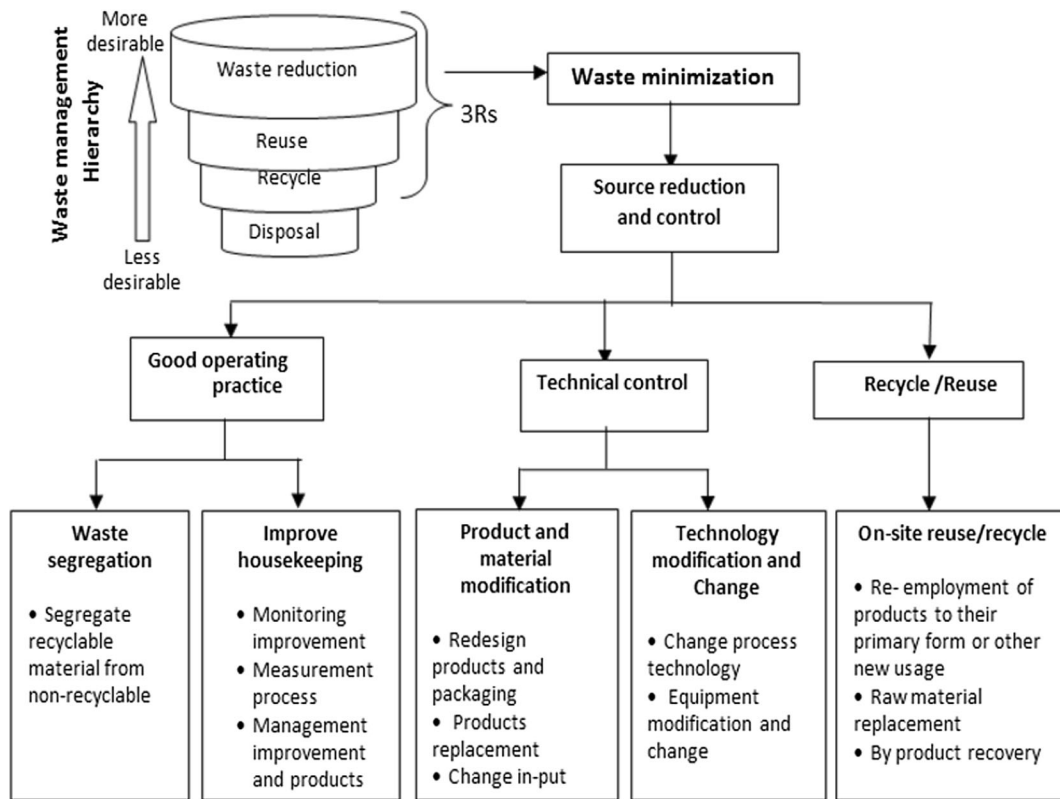 More
desirable
Waste management
Hierarchy
Less
desirable
Waste reduction
Reuse
Recycle
Disposal
3Rs
Waste minimization
Source reduction
and control
Good operating
practice
Technical control
Recycle /Reuse
Waste
segregation
• Segregate
recyclable
material from
non-recyclable
Improve
housekeeping
• Monitoring
improvement
• Measurement
process
• Management
improvement
and products
Product and
material
modification
• Redesign
products and
packaging
• Products
replacement
• Change in-put
Technology
modification and
Change
• Change process
technology
• Equipment
modification and
change
On-site reuse/recycle
• Re- employment of
products to their
primary form or other
new usage
• Raw material
replacement
• By product recovery